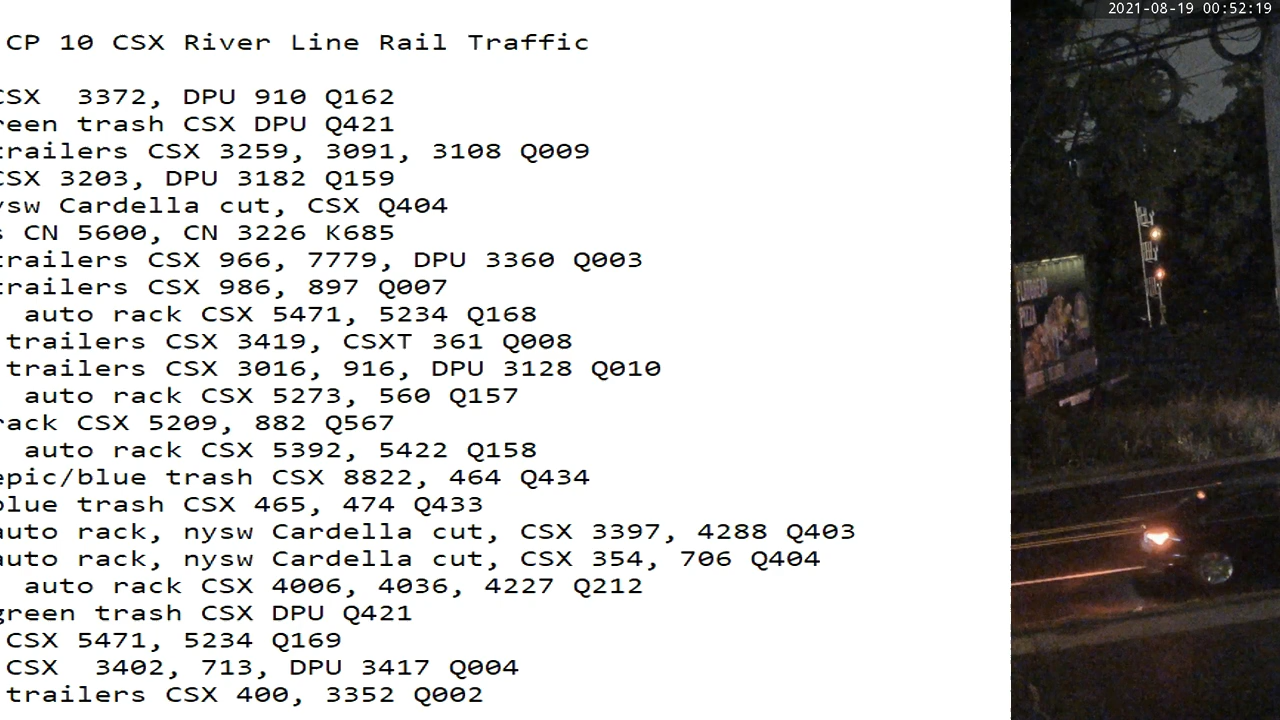 CP 10 CSX River Line Rail Traffic
CSX 3372, DPU 910 Q162
reen trash CSX DPU Q421
trailers CSX 3259, 3091, 3108 Q009
CSX 3203, DPU 3182 Q159
ysw Cardella cut, CSX Q404
s CN 5600, CN 3226 K685
trailers CSX 966, 7779, DPU 3360 Q003
trailers CSX 986, 897 Q007
auto rack CSX 5471, 5234 Q168
trailers CSX 3419, CSXT 361 Q008
trailers CSX 3016, 916, DPU 3128 Q010
auto rack CSX 5273, 560 Q157
rack CSX 5209, 882 Q567
auto rack CSX 5392, 5422 Q158
epic/blue trash CSX 8822, 464 Q434
blue trash CSX 465, 474 Q433
auto rack, nysw Cardella cut, CSX 3397, 4288 Q403
auto rack, nysw Cardella cut, CSX 354, 706 Q404
auto rack CSX 4006, 4036, 4227 Q212
green trash CSX DPU Q421
CSX 5471, 5234 Q169
CSX 3402, 713, DPU 3417 Q004
trailers CSX 400, 3352 Q002
2021-08-19 00:52:19
PIZZA